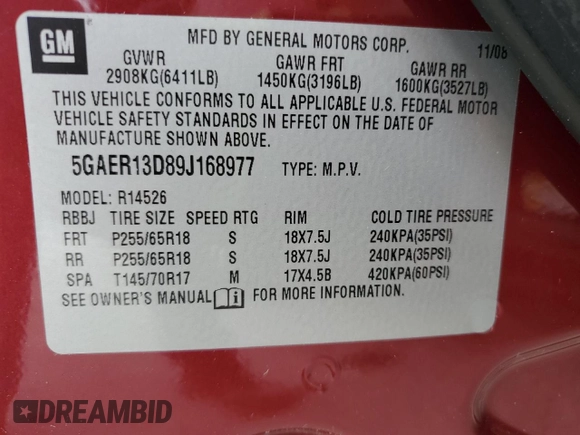 GM
MFD BY GENERAL MOTORS CORP. 11/08
GVWR GAWR FRT GAWR RR
2908KG(6411LB) 1450KG(3196LB) 1600KG(3527LB)
THIS VEHICLE CONFORMS TO ALL APPLICABLE U.S. FEDERAL MOTOR
VEHICLE SAFETY STANDARDS IN EFFECT ON THE DATE OF
MANUFACTURE SHOWN ABOVE.
5GAER13D89J168977 TYPE: M.P.V.
MODEL: R14526
RBBJ TIRE SIZE SPEED RTG RIM COLD TIRE PRESSURE
FRT P255/65R18 S 18X7.5J 240KPA(35PSI)
RR P255/65R18 S 18X7.5J 240KPA(35PSI)
SPA T145/70R17 M 17X4.5B 420KPA(60PSI)
SEE OWNER'S MANUAL i FOR MORE INFORMATION.
DREAMBID